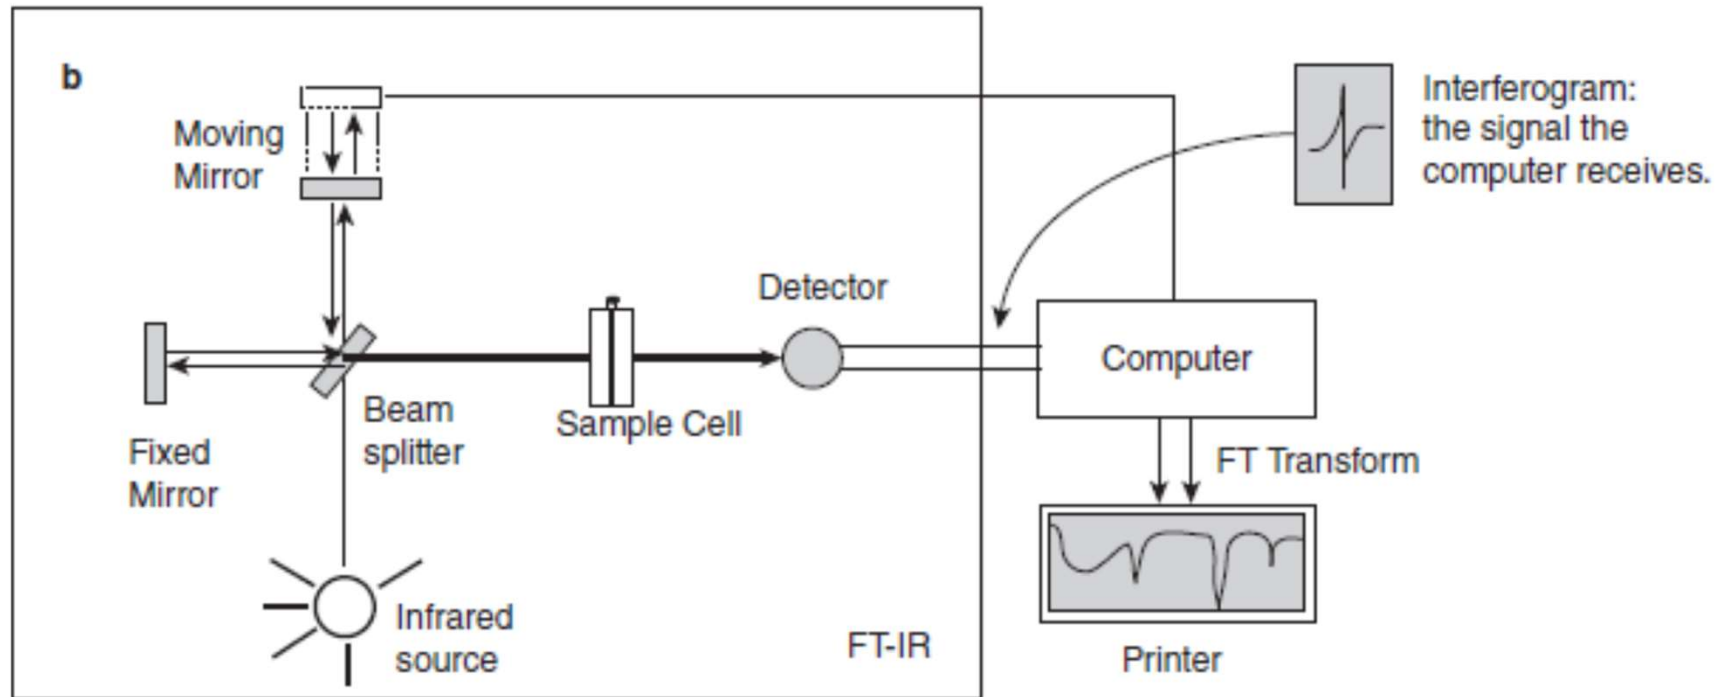 b
Moving
Mirror
Interferogram:
the signal the
computer receives.
Detector
Computer
Beam
splitter
Sample Cell
Fixed
Mirror
FT Transform
Infrared
source
FT-IR
Printer